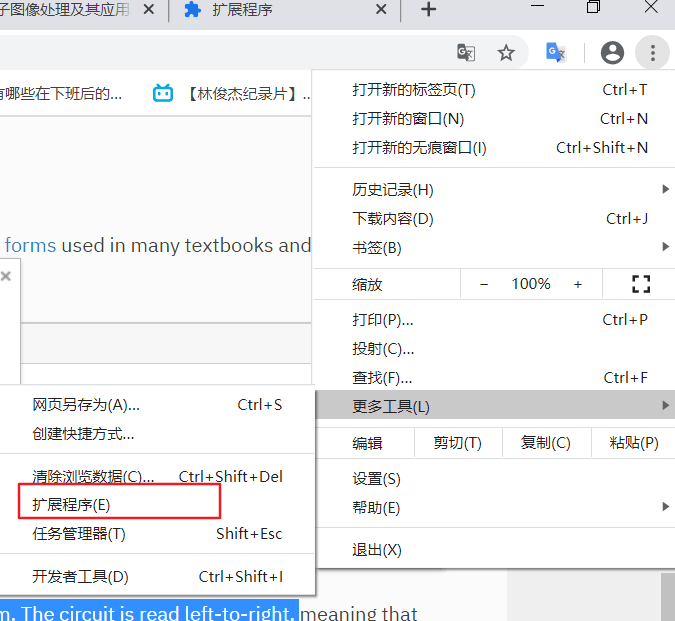 子图像处理及其应用
扩展程序
有哪些在下班后的...
【林俊杰纪录片】...
打开新的标签页(T) Ctrl+T
打开新的窗口(N) Ctrl+N
打开新的无痕窗口(I) Ctrl+Shift+N
历史记录(H)
下载内容(D) Ctrl+J
书签(B)
forms used in many textbooks and
缩放 - 100% +
打印(P)... Ctrl+P
投射(C)...
查找(F)... Ctrl+F
更多工具(L)
编辑 剪切(T) 复制(C) 粘贴(P)
设置(S)
帮助(E)
退出(X)
网页另存为(A)... Ctrl+S
创建快捷方式...
清除浏览数据(C)... Ctrl+Shift+Del
扩展程序(E)
任务管理器(T) Shift+Esc
开发者工具(D) Ctrl+Shift+I
m. The circuit is read left-to-right, meaning that